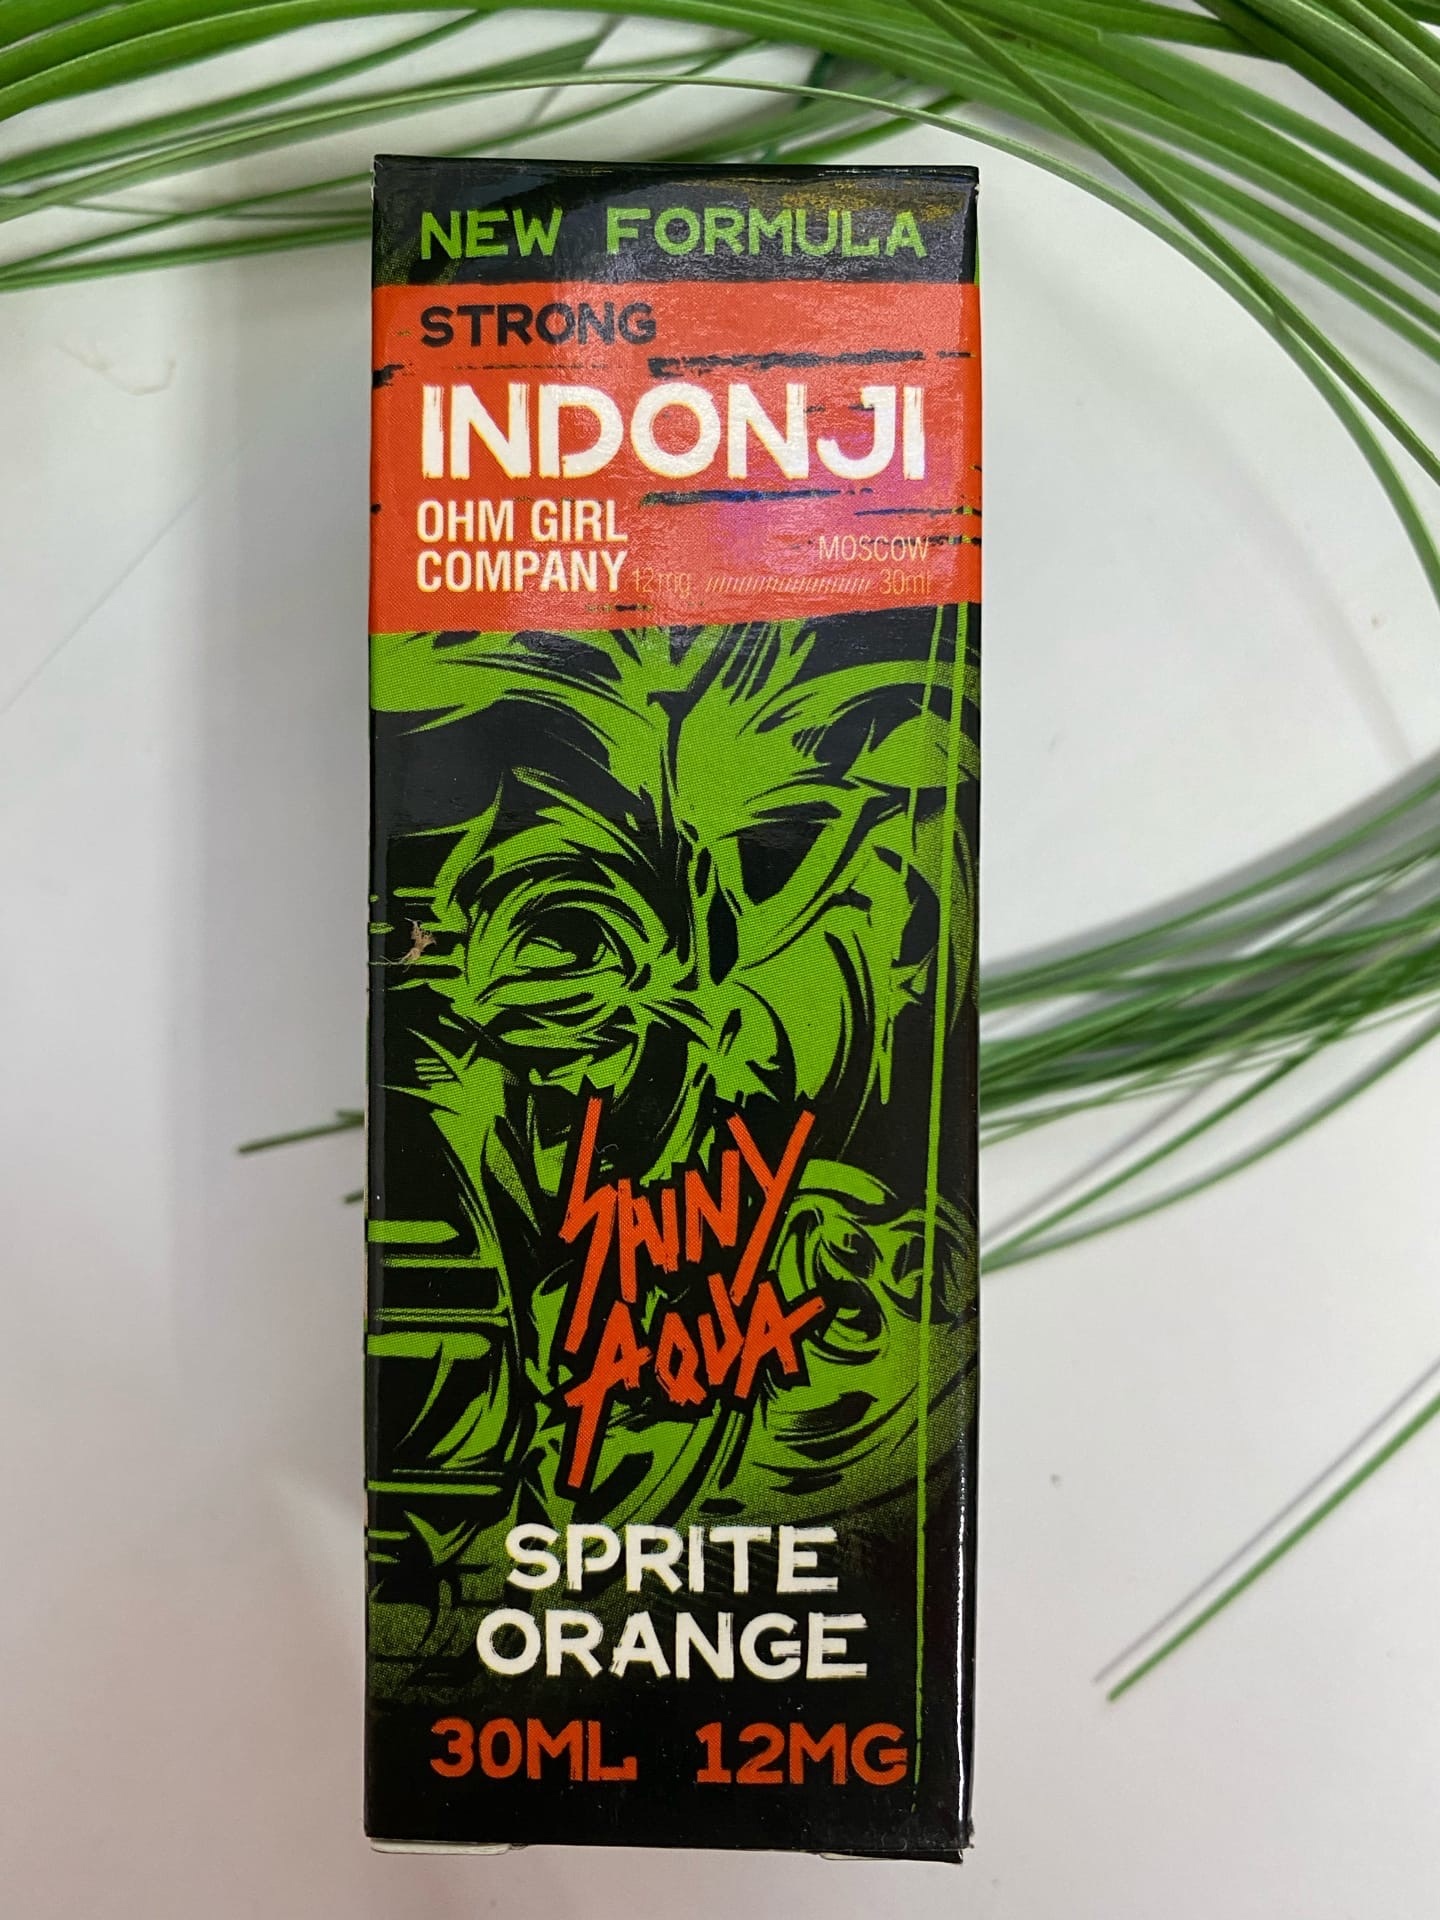 NEW FORMULA
STRONG
INDONJI
OHM GIRL
COMPANY
MOSCOW
12mg 30ml
SHINY
AQUA
SPRITE
ORANGE
30ML 12MG